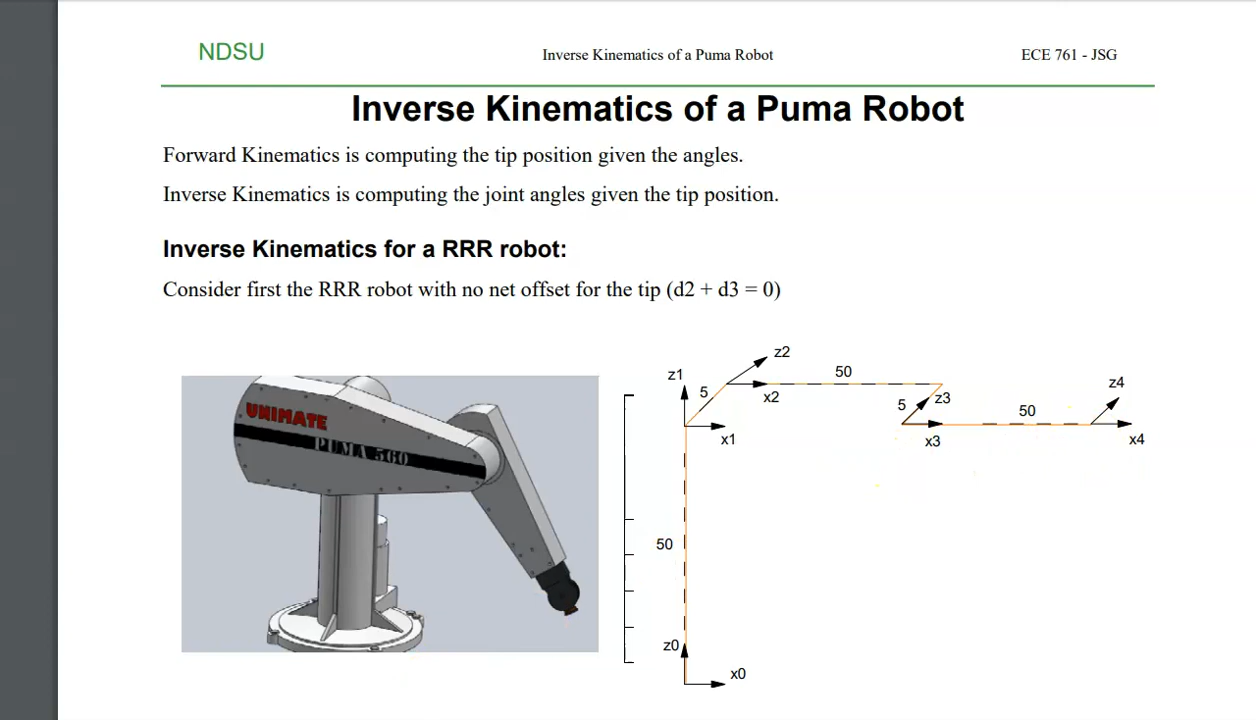 NDSU
Inverse Kinematics of a Puma Robot
ECE 761 - JSG
Inverse Kinematics of a Puma Robot
Forward Kinematics is computing the tip position given the angles.
Inverse Kinematics is computing the joint angles given the tip position.
Inverse Kinematics for a RRR robot:
Consider first the RRR robot with no net offset for the tip (d2 + d3 = 0)
UNIMATE
PUMA 560
z1
5
x1
z2
x2
50
5
z3
x3
50
z4
x4
50
z0
x0